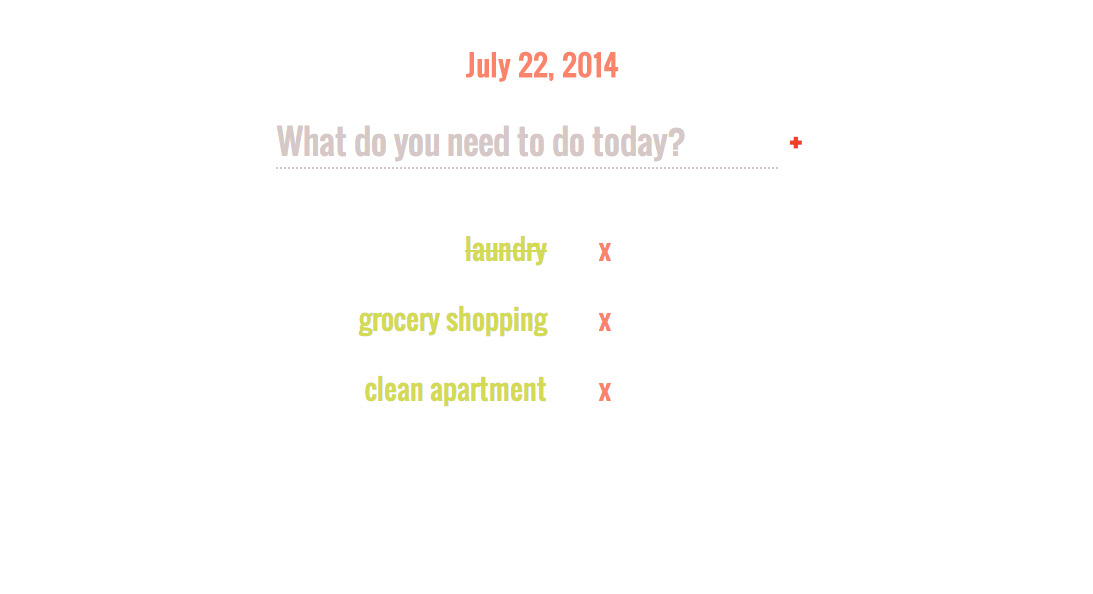 July 22, 2014
What do you need to do today? +
laundry x
grocery shopping x
clean apartment x